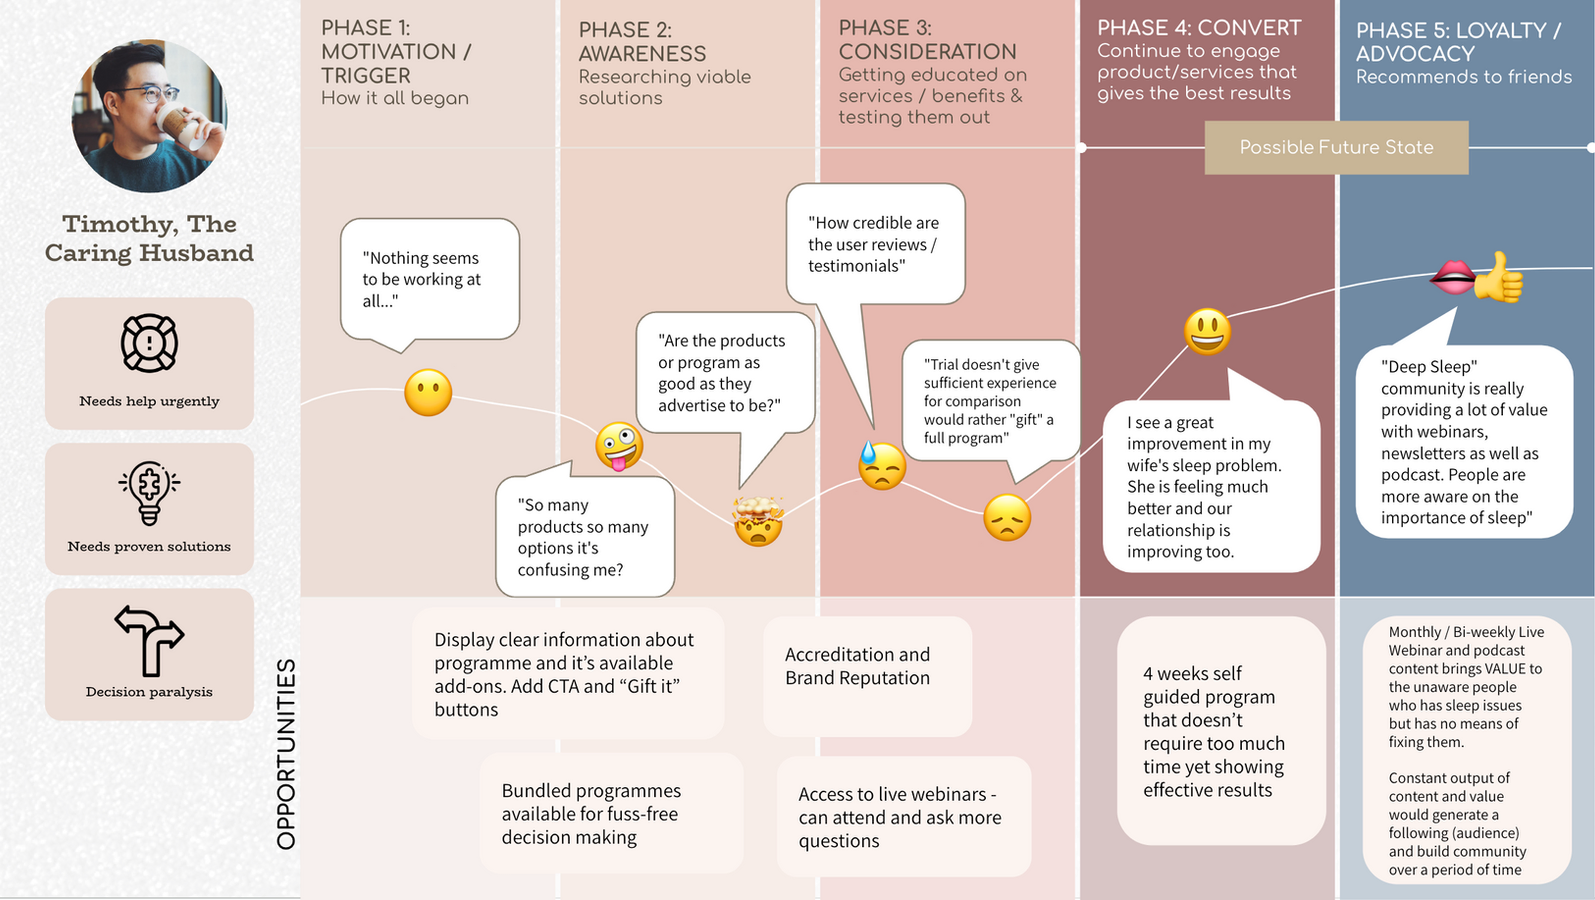 Timothy, The
Caring Husband
Needs help urgently
Needs proven solutions
Decision paralysis
PHASE 1:
MOTIVATION /
TRIGGER
How it all began
PHASE 2:
AWARENESS
Researching viable
solutions
PHASE 3:
CONSIDERATION
Getting educated on
services / benefits &
testing them out
PHASE 4: CONVERT
Continue to engage
product/services that
gives the best results
PHASE 5: LOYALTY /
ADVOCACY
Recommends to friends
Possible Future State
"Nothing seems
to be working at
all..."
"So many
products so many
options it's
confusing me?
"Are the products
or program as
good as they
advertise to be?"
"How credible are
the user reviews /
testimonials"
"Trial doesn't give
sufficient experience
for comparison
would rather "gift" a
full program"
I see a great
improvement in my
wife's sleep problem.
She is feeling much
better and our
relationship is
improving too.
"Deep Sleep"
community is really
providing a lot of value
with webinars,
newsletters as well as
podcast. People are
more aware on the
importance of sleep"
OPPORTUNITIES
Display clear information about
programme and it’s available
add-ons. Add CTA and “Gift it”
buttons
Bundled programmes
available for fuss-free
decision making
Accreditation and
Brand Reputation
Access to live webinars -
can attend and ask more
questions
4 weeks self
guided program
that doesn’t
require too much
time yet showing
effective results
Monthly / Bi-weekly Live
Webinar and podcast
content brings VALUE to
the unaware people
who has sleep issues
but has no means of
fixing them.
Constant output of
content and value
would generate a
following (audience)
and build community
over a period of time